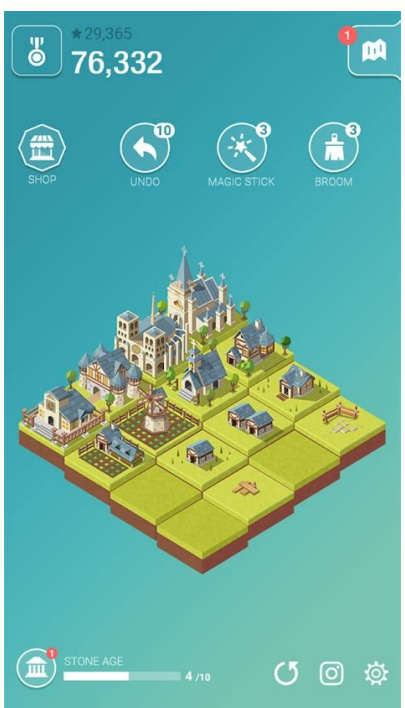 ★29,365
76,332
1
10
3
3
SHOP
UNDO
MAGIC STICK
BROOM
1
STONE AGE
4 /10